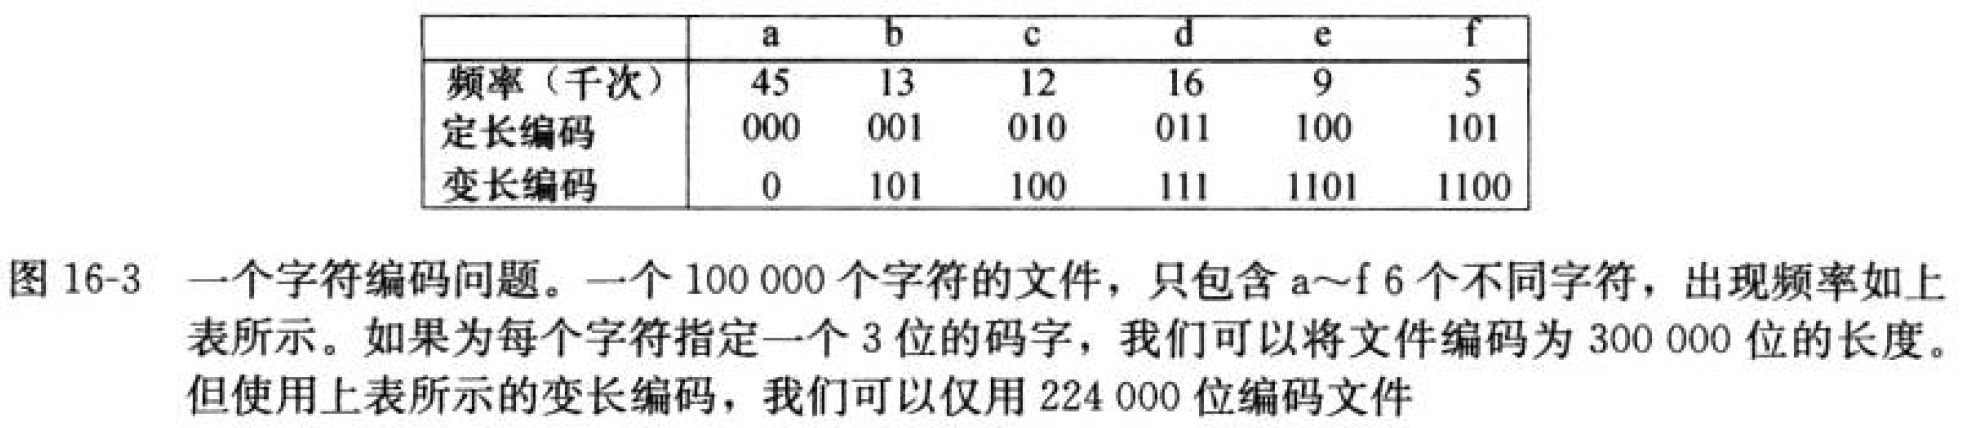 a b c d e f
频率（千次） 45 13 12 16 9 5
定长编码 000 001 010 011 100 101
变长编码 0 101 100 111 1101 1100
图 16-3 一个字符编码问题。一个 100 000 个字符的文件，只包含 a～f 6 个不同字符，出现频率如上
表所示。如果为每个字符指定一个 3 位的码字，我们可以将文件编码为 300 000 位的长度。
但使用上表所示的变长编码，我们可以仅用 224 000 位编码文件